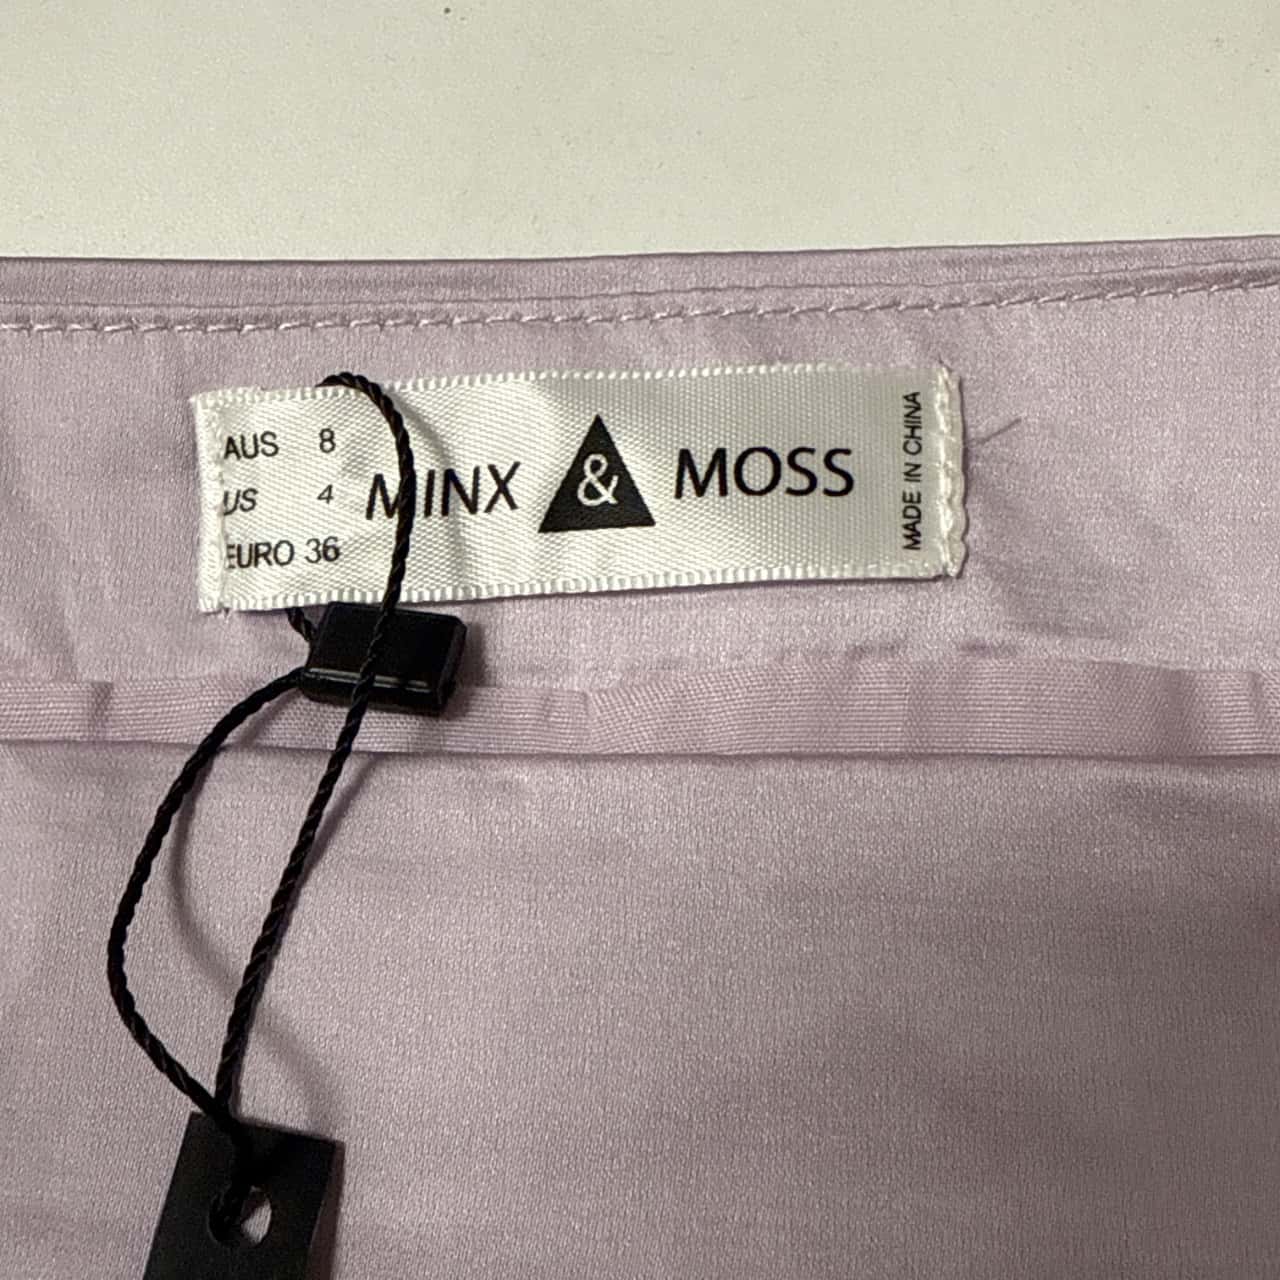 AUS 8
US 4
EURO 36
MINX & MOSS
MADE IN CHINA